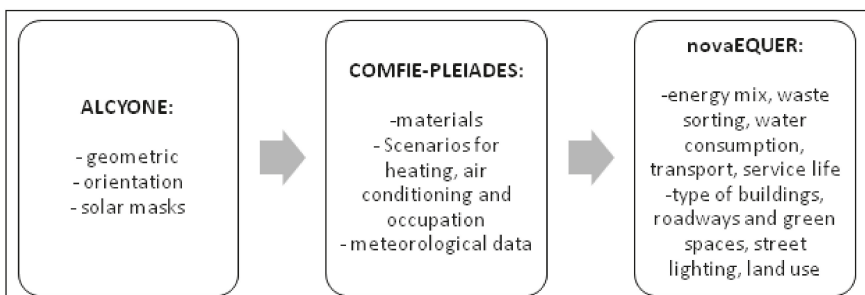 ALCYONE:
- geometric
- orientation
- solar masks
COMFIE-PLEIADES:
-materials
- Scenarios for
heating, air
conditioning and
occupation
- meteorological data
novaEQUER:
-energy mix, waste
sorting, water
consumption,
transport, service life
-type of buildings,
roadways and green
spaces, street
lighting, land use